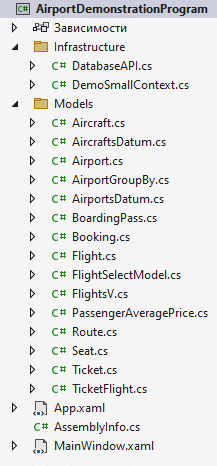 AirportDemonstrationProgram
Зависимости
Infrastructure
C# DatabaseAPI.cs
C# DemoSmallContext.cs
Models
C# Aircraft.cs
C# AircraftsDatum.cs
C# Airport.cs
C# AirportGroupBy.cs
C# AirportsDatum.cs
C# BoardingPass.cs
C# Booking.cs
C# Flight.cs
C# FlightSelectModel.cs
C# FlightsV.cs
C# PassengerAveragePrice.cs
C# Route.cs
C# Seat.cs
C# Ticket.cs
C# TicketFlight.cs
App.xaml
C# AssemblyInfo.cs
MainWindow.xaml